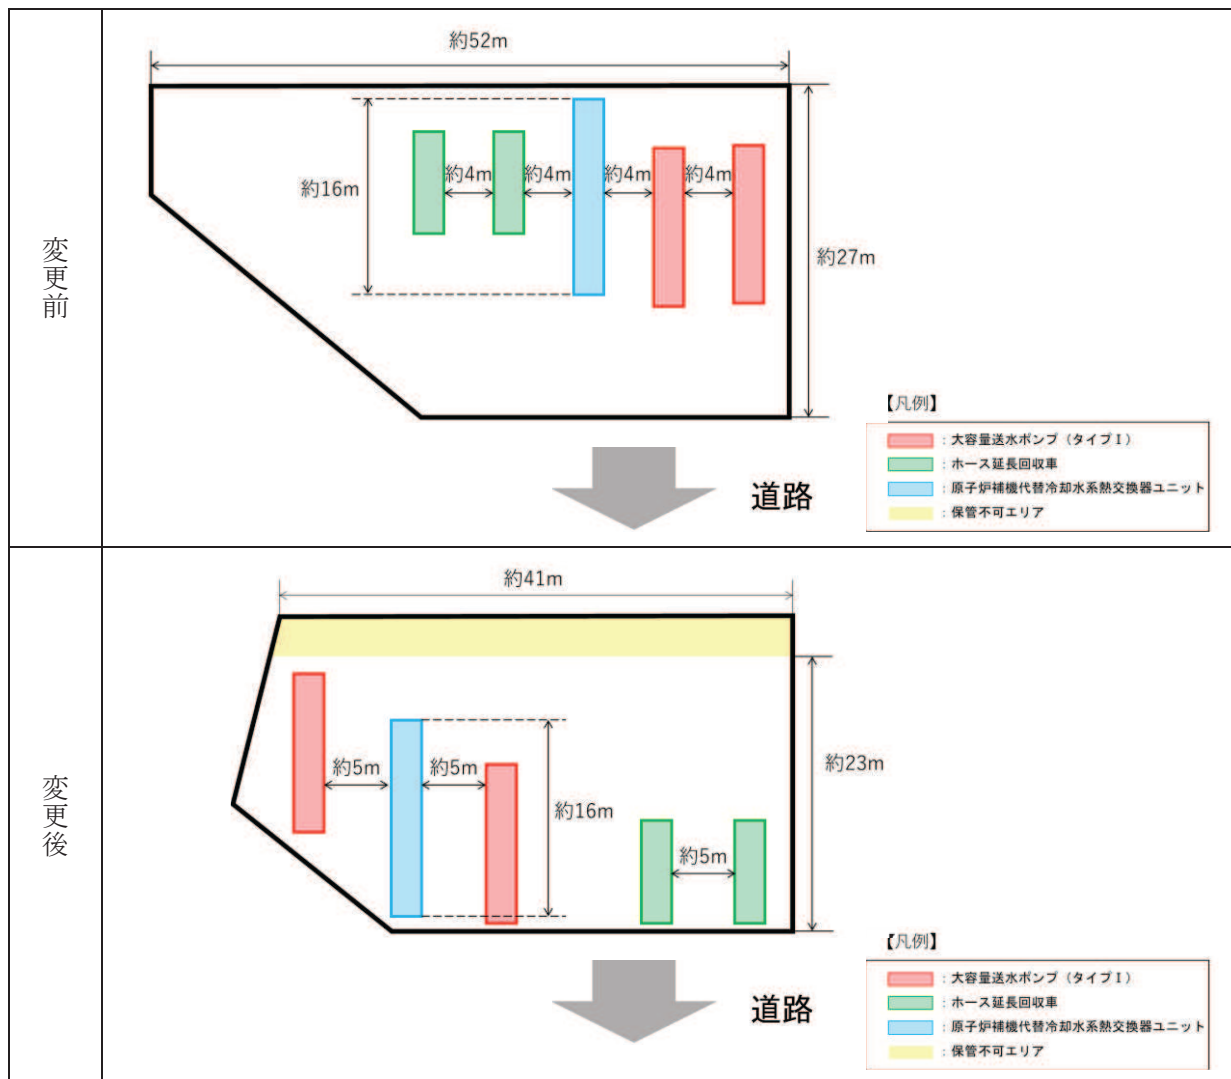 変更前
約52m
約16m
約4m
約4m
約4m
約4m
約27m
道路
【凡例】
：大容量送水ポンプ（タイプⅠ）
：ホース延長回収車
：原子炉補機代替冷却水系熱交換器ユニット
：保管不可エリア
変更後
約41m
約5m
約5m
約16m
約5m
約23m
道路
【凡例】
：大容量送水ポンプ（タイプⅠ）
：ホース延長回収車
：原子炉補機代替冷却水系熱交換器ユニット
：保管不可エリア